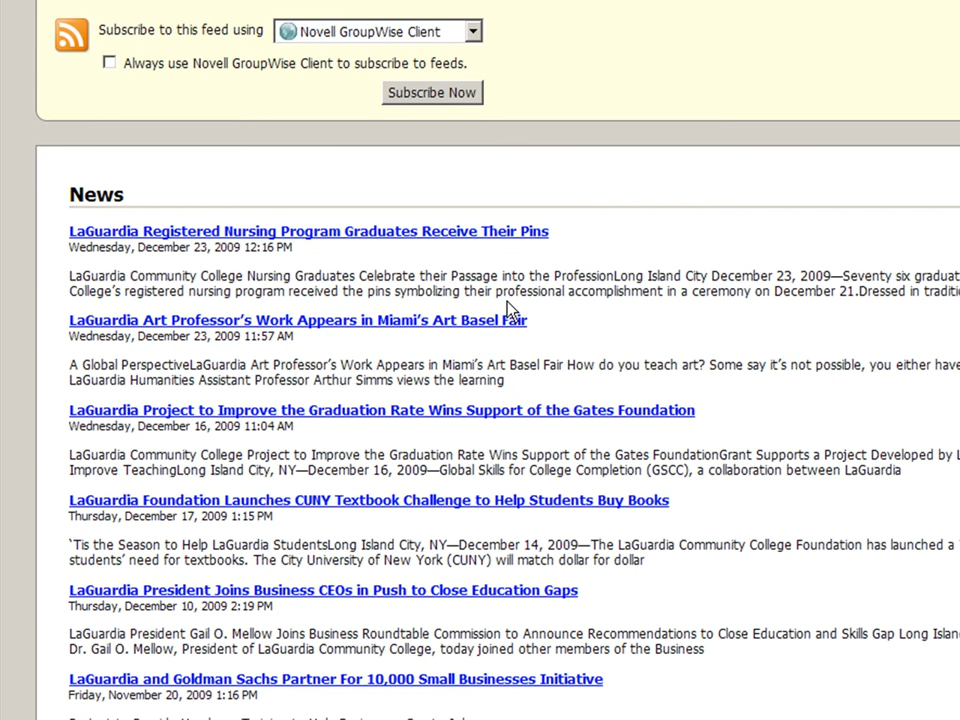 Subscribe to this feed using Novell GroupWise Client
Always use Novell GroupWise Client to subscribe to feeds.
Subscribe Now
News
LaGuardia Registered Nursing Program Graduates Receive Their Pins
Wednesday, December 23, 2009 12:16 PM
LaGuardia Community College Nursing Graduates Celebrate their Passage into the ProfessionLong Island City December 23, 2009—Seventy six graduat
College’s registered nursing program received the pins symbolizing their professional accomplishment in a ceremony on December 21.Dressed in traditi
LaGuardia Art Professor’s Work Appears in Miami’s Art Basel Fair
Wednesday, December 23, 2009 11:57 AM
A Global PerspectiveLaGuardia Art Professor’s Work Appears in Miami’s Art Basel Fair How do you teach art? Some say it’s not possible, you either have
LaGuardia Humanities Assistant Professor Arthur Simms views the learning
LaGuardia Project to Improve the Graduation Rate Wins Support of the Gates Foundation
Wednesday, December 16, 2009 11:04 AM
LaGuardia Community College Project to Improve the Graduation Rate Wins Support of the Gates FoundationGrant Supports a Project Developed by L
Improve TeachingLong Island City, NY—December 16, 2009—Global Skills for College Completion (GSCC), a collaboration between LaGuardia
LaGuardia Foundation Launches CUNY Textbook Challenge to Help Students Buy Books
Thursday, December 17, 2009 1:15 PM
‘Tis the Season to Help LaGuardia StudentsLong Island City, NY—December 14, 2009—The LaGuardia Community College Foundation has launched a
students’ need for textbooks. The City University of New York (CUNY) will match dollar for dollar
LaGuardia President Joins Business CEOs in Push to Close Education Gaps
Thursday, December 10, 2009 2:19 PM
LaGuardia President Gail O. Mellow Joins Business Roundtable Commission to Announce Recommendations to Close Education and Skills Gap Long Islan
Dr. Gail O. Mellow, President of LaGuardia Community College, today joined other members of the Business
LaGuardia and Goldman Sachs Partner For 10,000 Small Businesses Initiative
Friday, November 20, 2009 1:16 PM